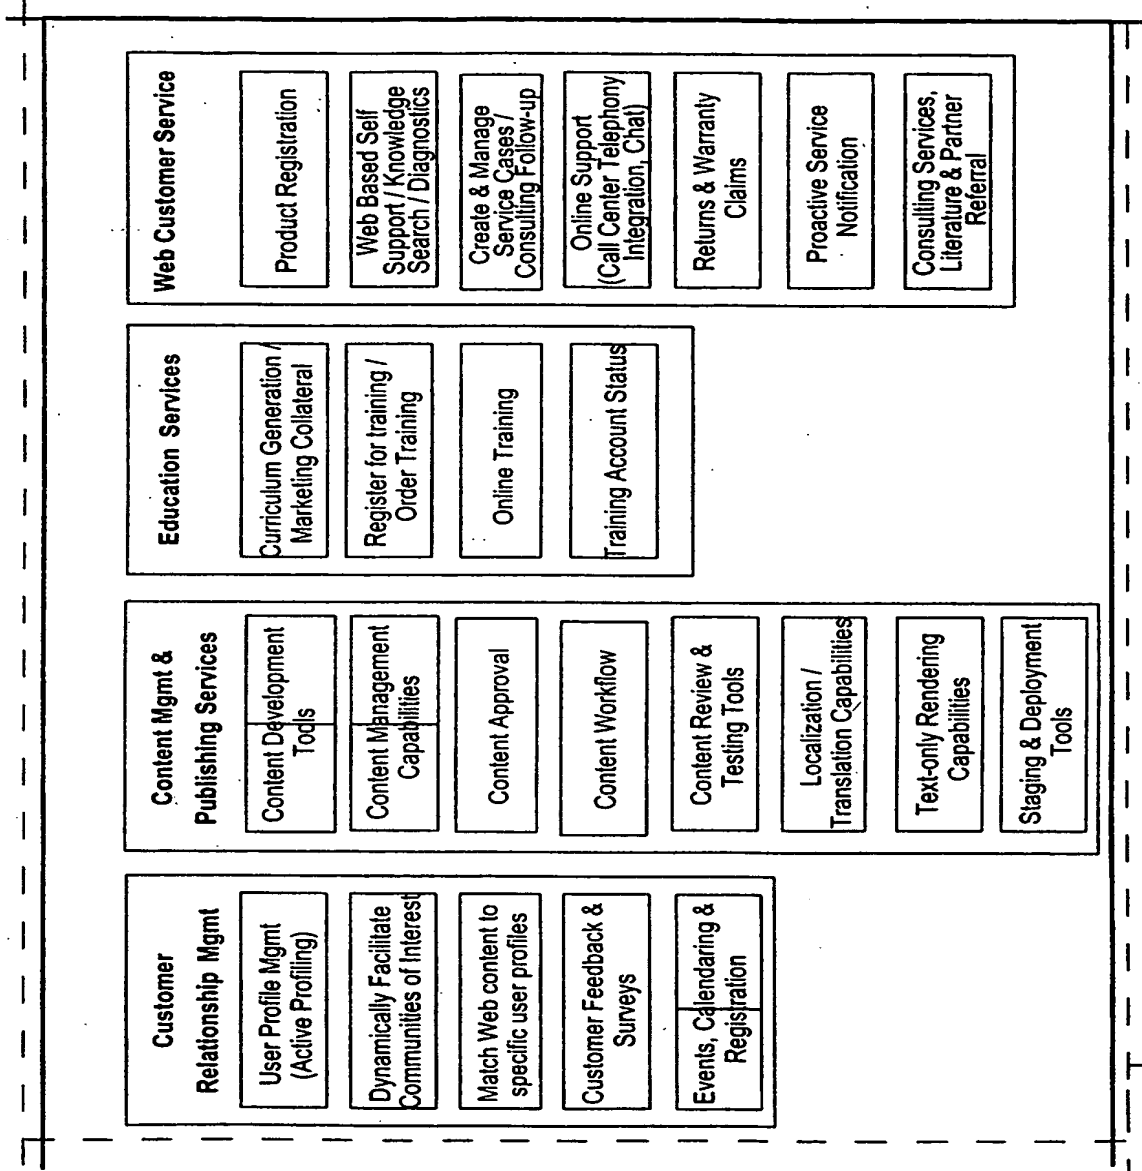 Customer
Relationship Mgmt
User Profile Mgmt
(Active Profiling)
Dynamically Facilitate
Communities of Interest
Match Web content to
specific user profiles
Customer Feedback &
Surveys
Events, Calendaring &
Registration
Content Mgmt &
Publishing Services
Content Development
Tools
Content Management
Capabilities
Content Approval
Content Workflow
Content Review &
Testing Tools
Localization /
Translation Capabilities
Text-only Rendering
Capabilities
Staging & Deployment
Tools
Education Services
Curriculum Generation /
Marketing Collateral
Register for training /
Order Training
Online Training
Training Account Status
Web Customer Service
Product Registration
Web Based Self
Support / Knowledge
Search / Diagnostics
Create & Manage
Service Cases /
Consulting Follow-up
Online Support
(Call Center Telephony
Integration, Chat)
Returns & Warranty
Claims
Proactive Service
Notification
Consulting Services,
Literature & Partner
Referral